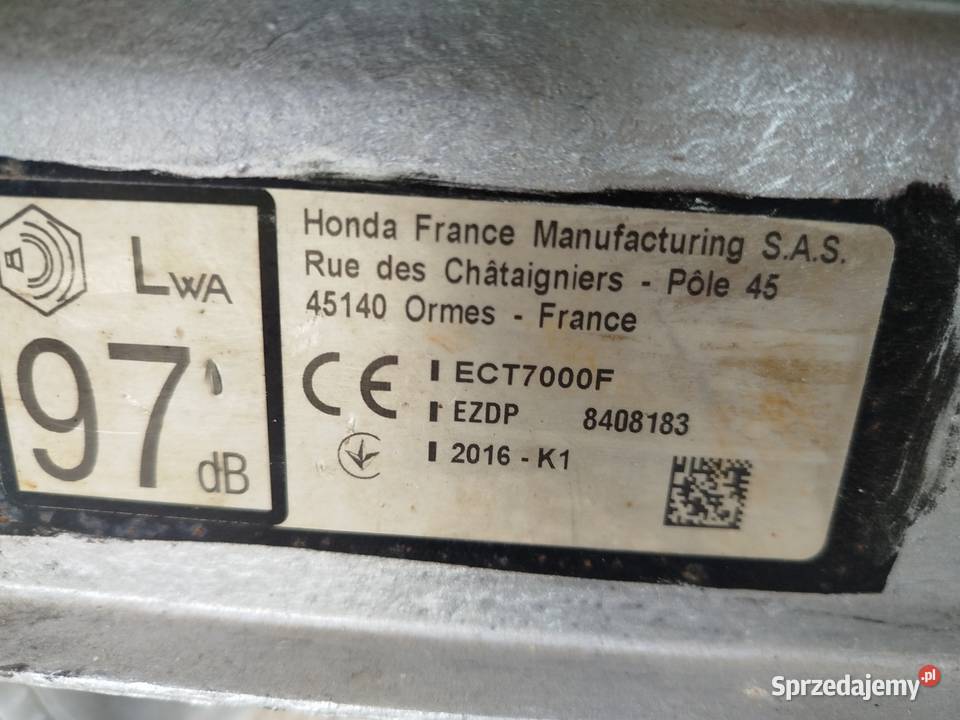 LWA
97
dB
Honda France Manufacturing S.A.S.
Rue des Châtaigniers - Pôle 45
45140 Ormes - France
CE
ECT7000F
EZDP 8408183
2016 - K1
Sprzedajemy.pl